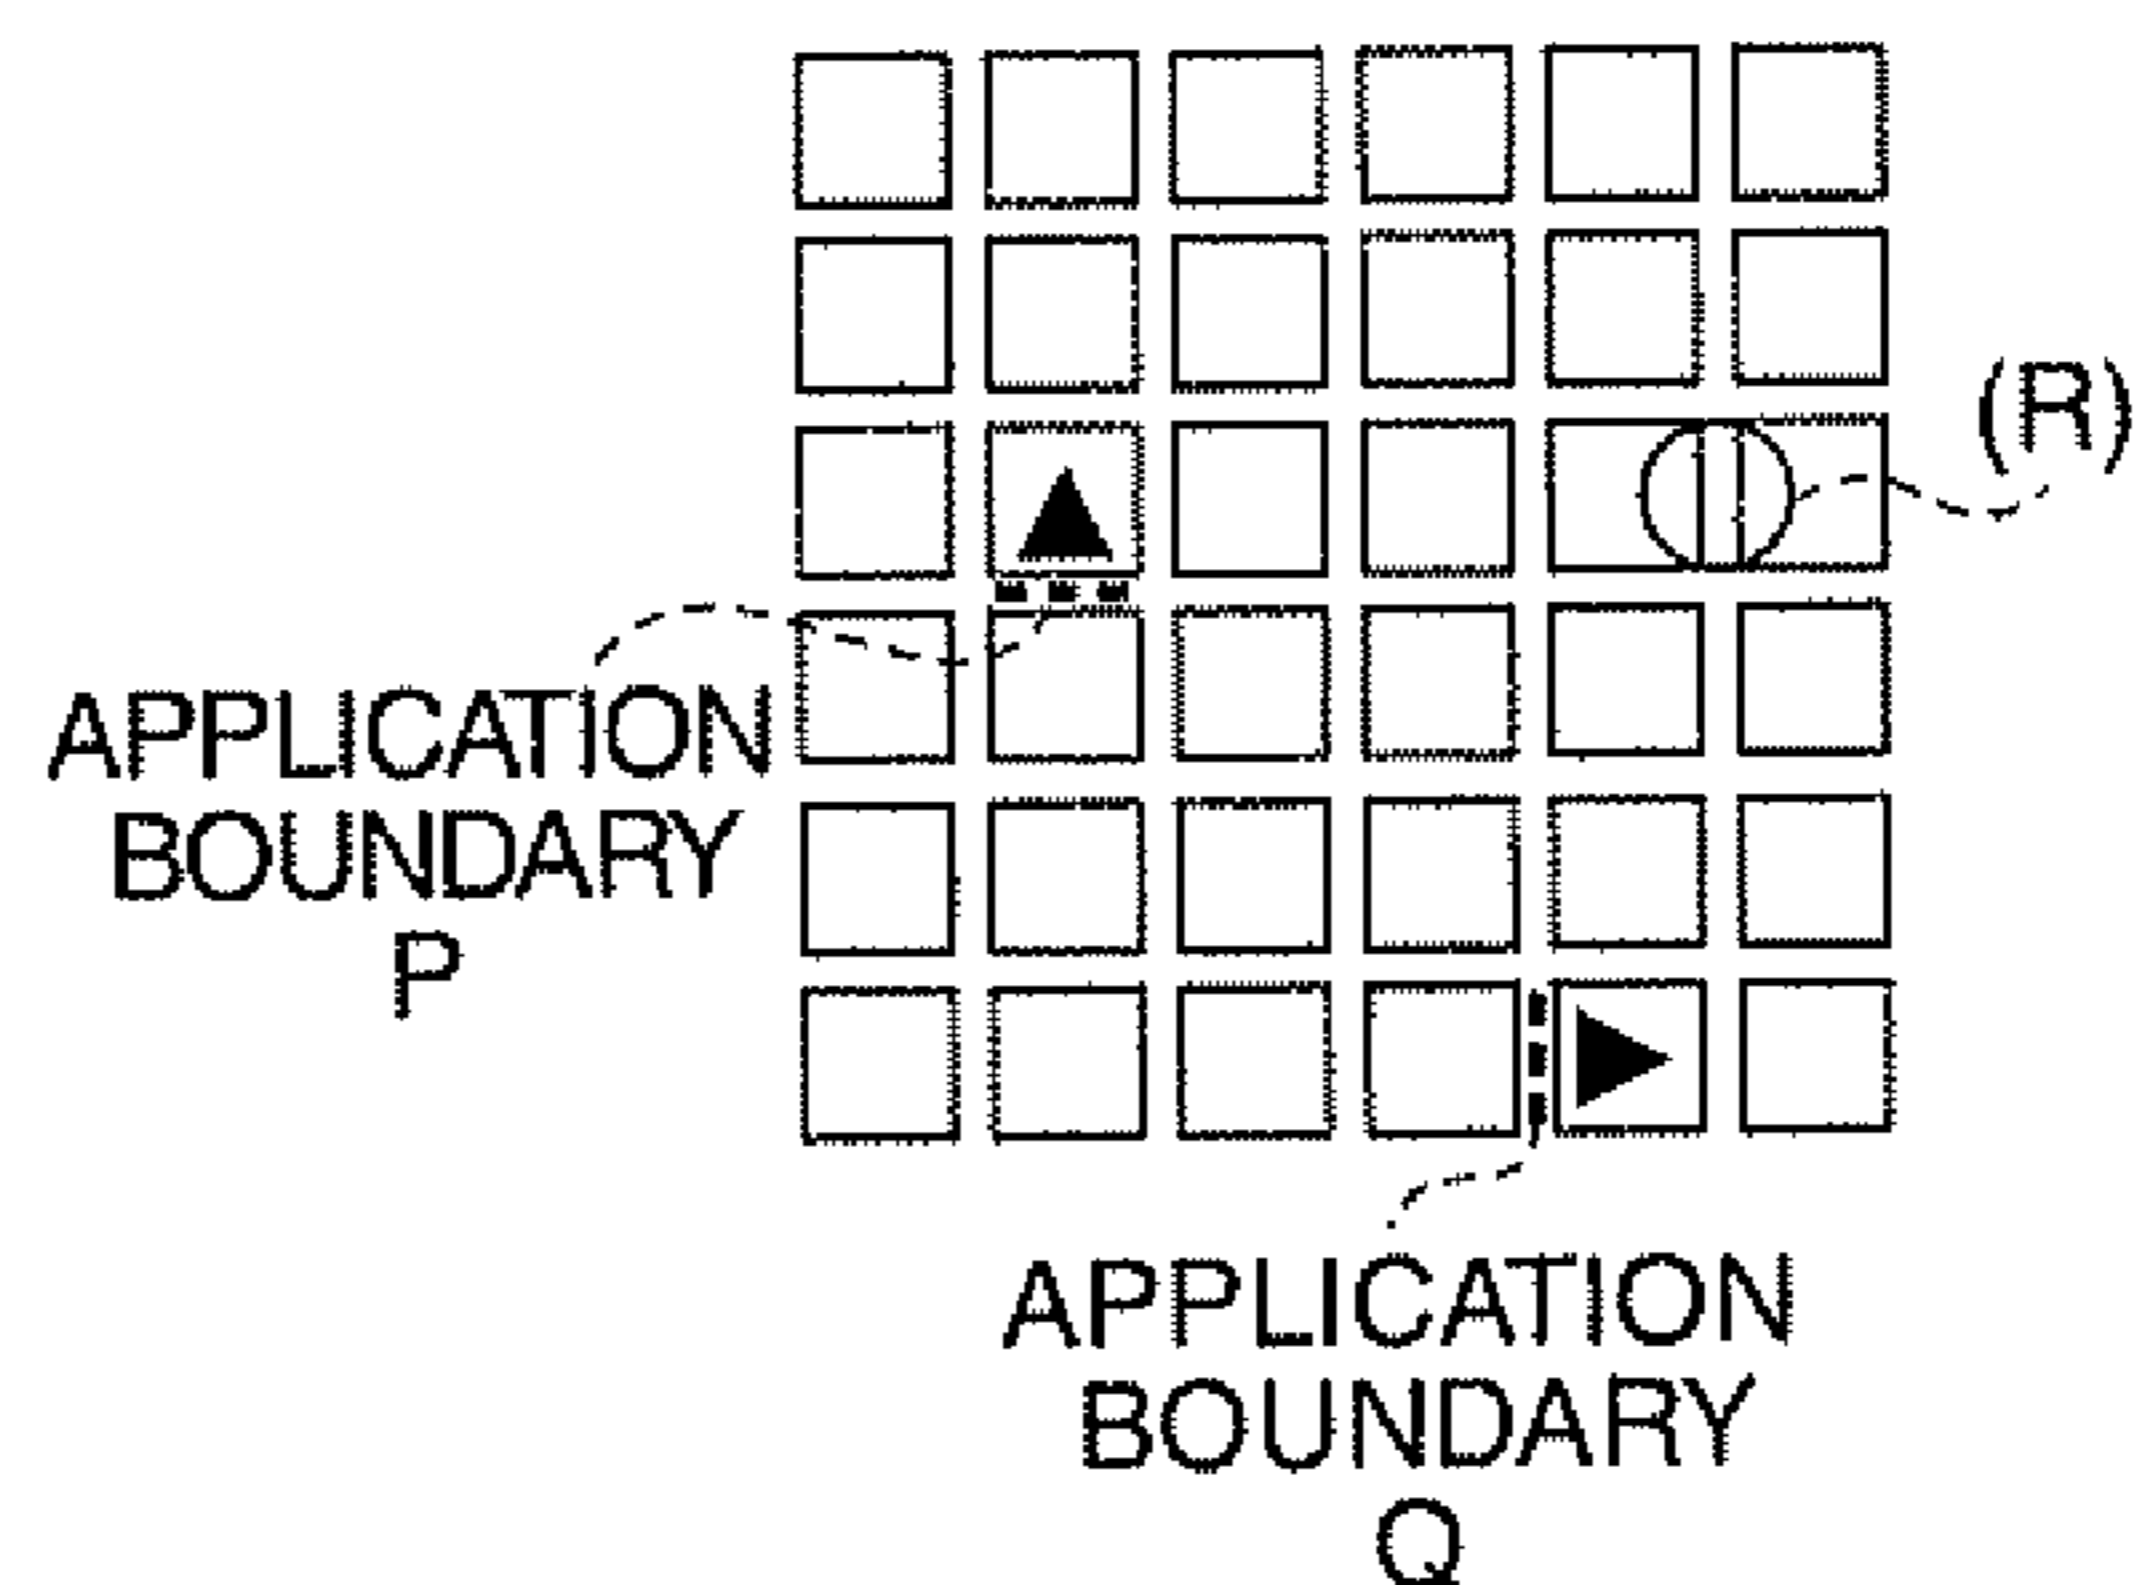 (R)
APPLICATION
BOUNDARY
P
APPLICATION
BOUNDARY
Q